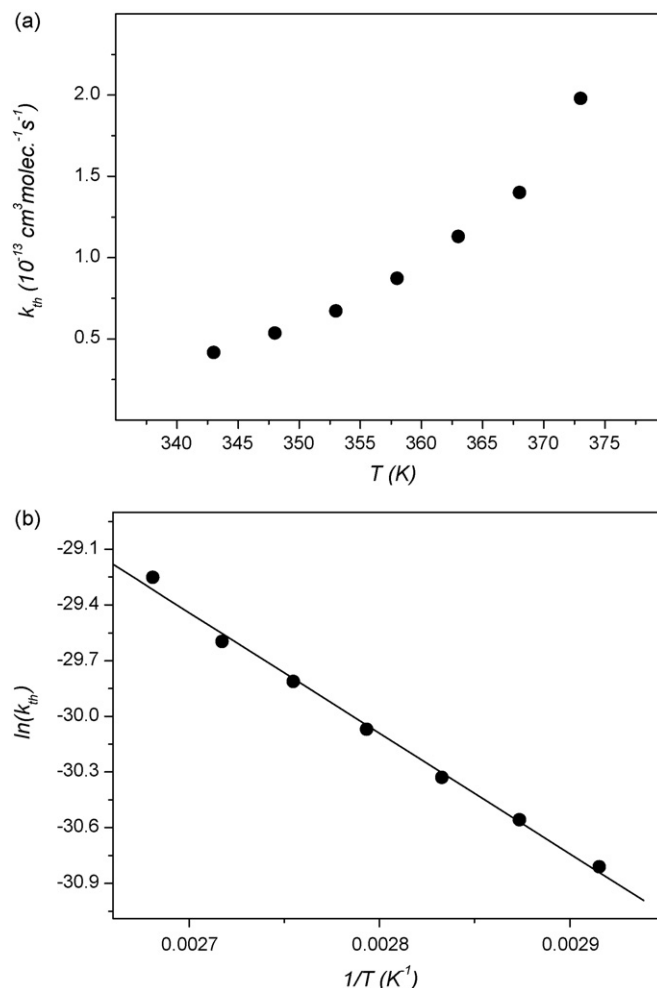 (a)
k_th (10^-13 cm^3 molec.^-1 s^-1)
2.0
1.5
1.0
0.5
340 345 350 355 360 365 370 375
T (K)
(b)
ln(k_th)
-29.1
-29.4
-29.7
-30.0
-30.3
-30.6
-30.9
0.0027 0.0028 0.0029
1/T (K^-1)